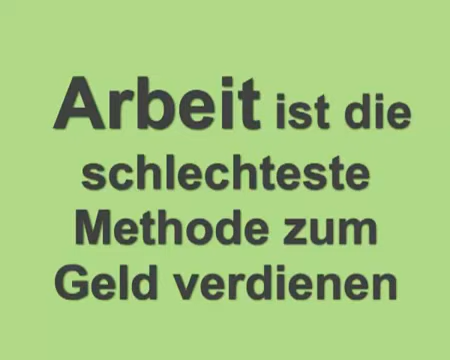 Arbeit ist die
schlechteste
Methode zum
Geld verdienen